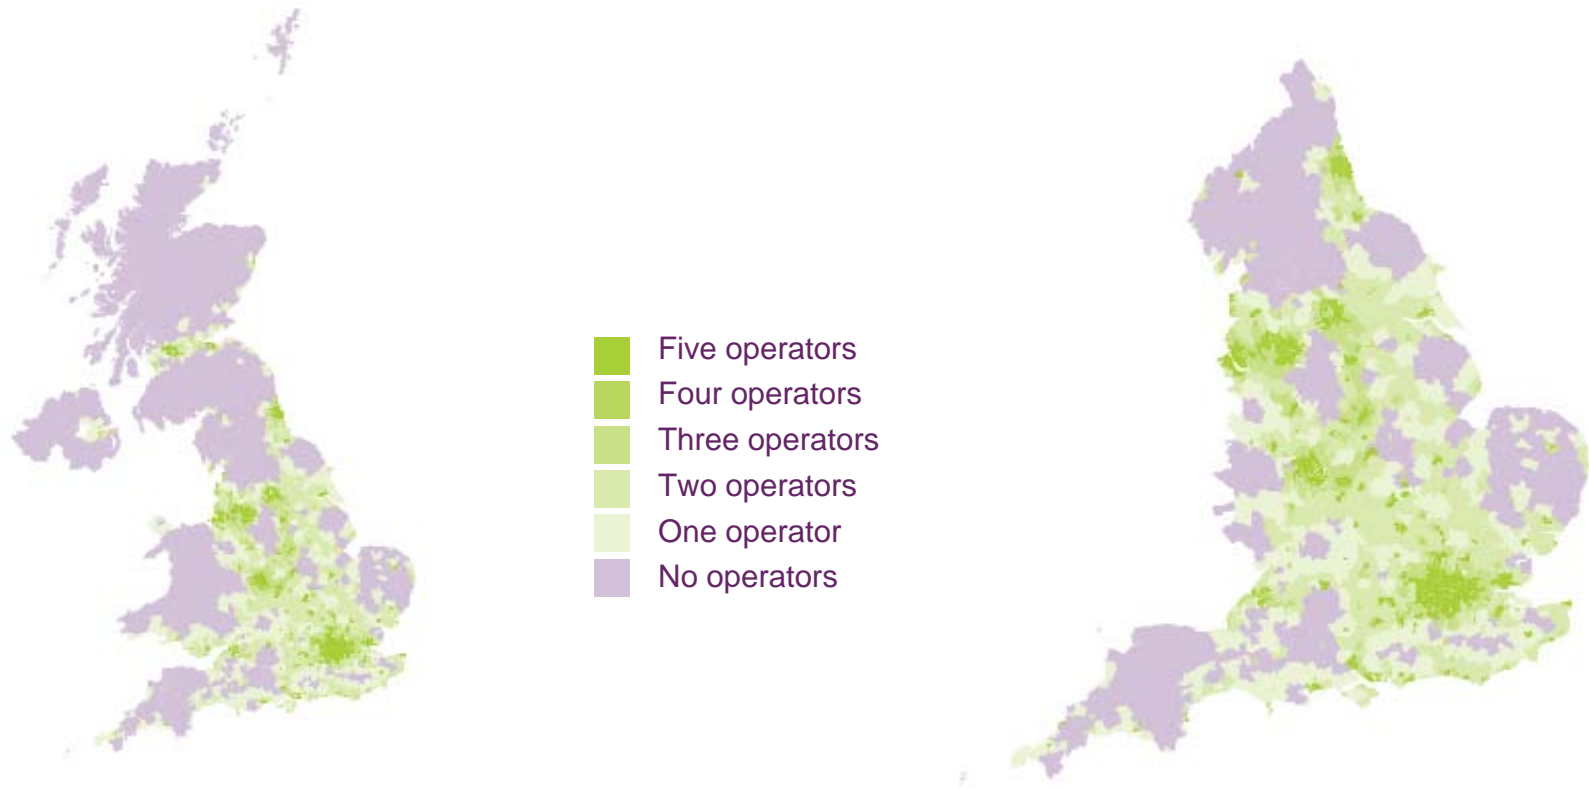 Five operators
Four operators
Three operators
Two operators
One operator
No operators